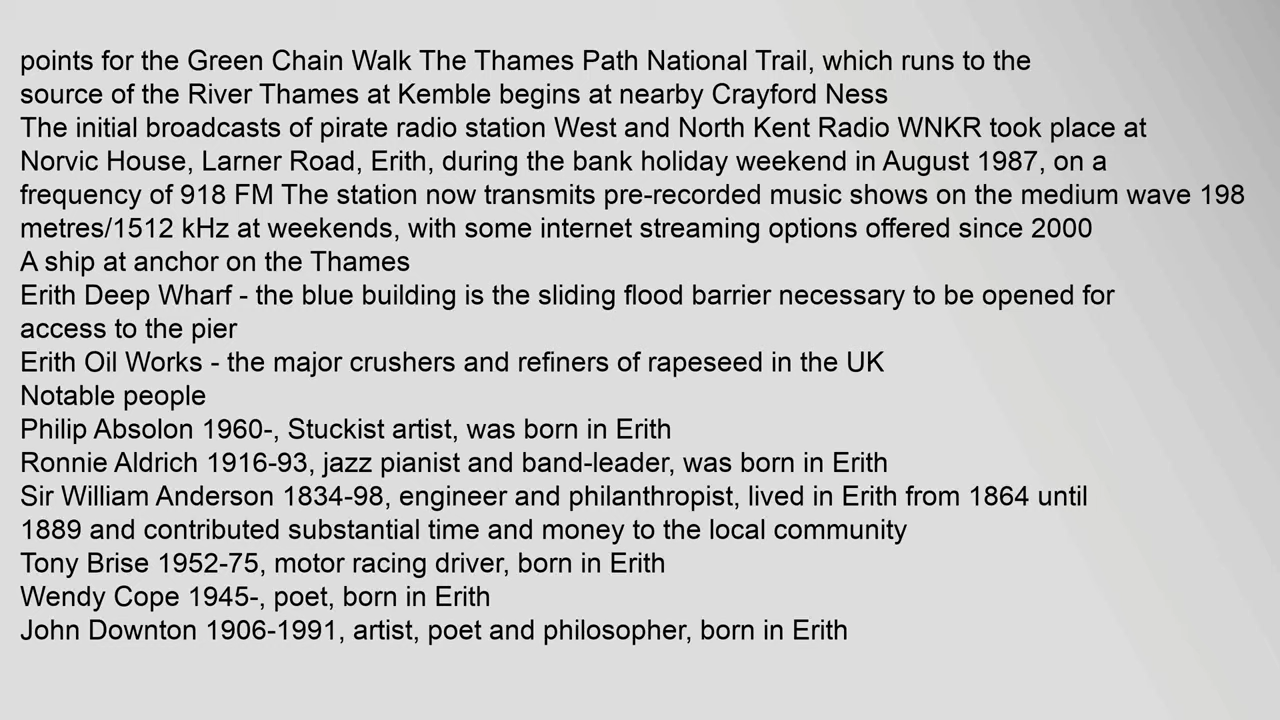 points for the Green Chain Walk The Thames Path National Trail, which runs to the
source of the River Thames at Kemble begins at nearby Crayford Ness
The initial broadcasts of pirate radio station West and North Kent Radio WNKR took place at
Norvic House, Larner Road, Erith, during the bank holiday weekend in August 1987, on a
frequency of 918 FM The station now transmits pre-recorded music shows on the medium wave 198
metres/1512 kHz at weekends, with some internet streaming options offered since 2000
A ship at anchor on the Thames
Erith Deep Wharf - the blue building is the sliding flood barrier necessary to be opened for
access to the pier
Erith Oil Works - the major crushers and refiners of rapeseed in the UK
Notable people
Philip Absolon 1960-, Stuckist artist, was born in Erith
Ronnie Aldrich 1916-93, jazz pianist and band-leader, was born in Erith
Sir William Anderson 1834-98, engineer and philanthropist, lived in Erith from 1864 until
1889 and contributed substantial time and money to the local community
Tony Brise 1952-75, motor racing driver, born in Erith
Wendy Cope 1945-, poet, born in Erith
John Downton 1906-1991, artist, poet and philosopher, born in Erith